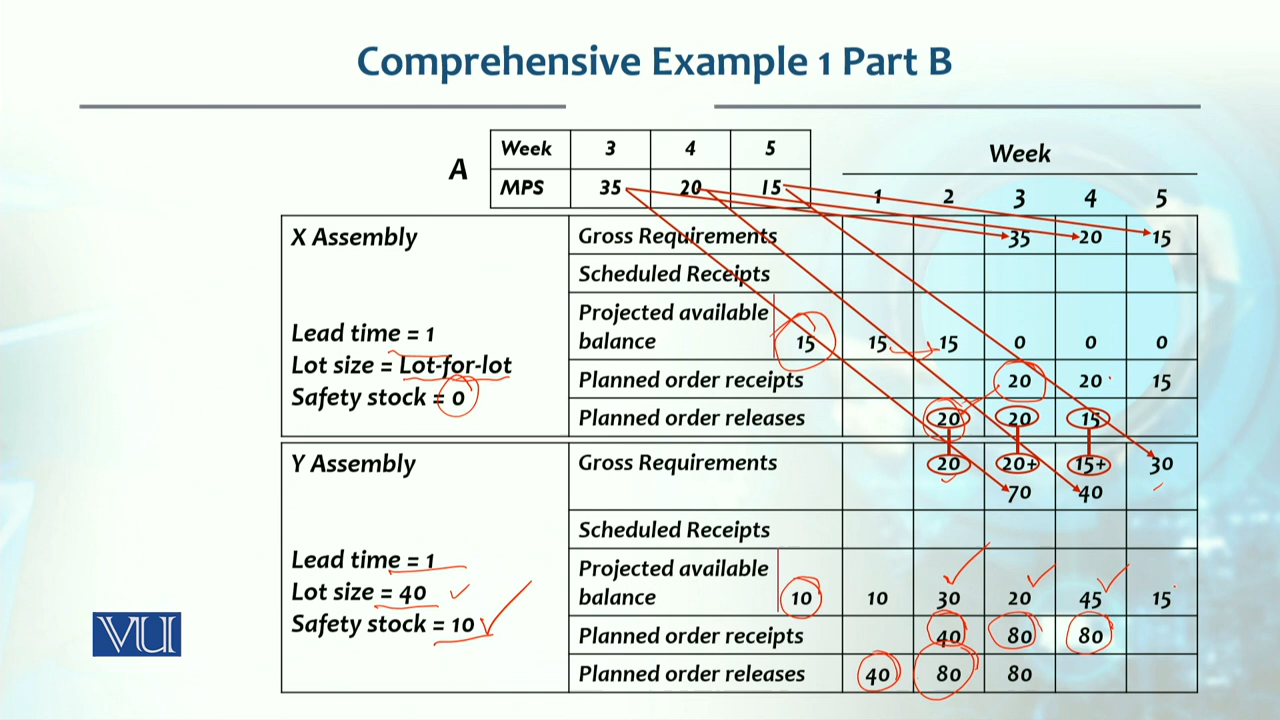 Comprehensive Example 1 Part B
A
Week 3 4 5
MPS 35 20 15
Week
1 2 3 4 5
X Assembly
Lead time = 1
Lot size = Lot-for-lot
Safety stock = 0
Gross Requirements 35 20 15
Scheduled Receipts
Projected available
balance 15 15 15 0 0 0
Planned order receipts 20 20 15
Planned order releases 20 20 15
Y Assembly
Lead time = 1
Lot size = 40
Safety stock = 10
Gross Requirements 20 20+ 15+ 30
70 40
Scheduled Receipts
Projected available
balance 10 10 30 20 45 15
Planned order receipts 40 80 80
Planned order releases 40 80 80
VU